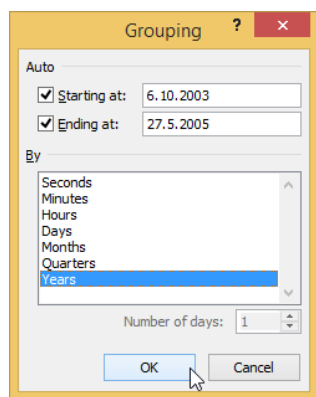 Grouping ? ×
Auto
Starting at: 6.10.2003
Ending at: 27.5.2005
By
Seconds
Minutes
Hours
Days
Months
Quarters
Years
Number of days: 1
OK Cancel